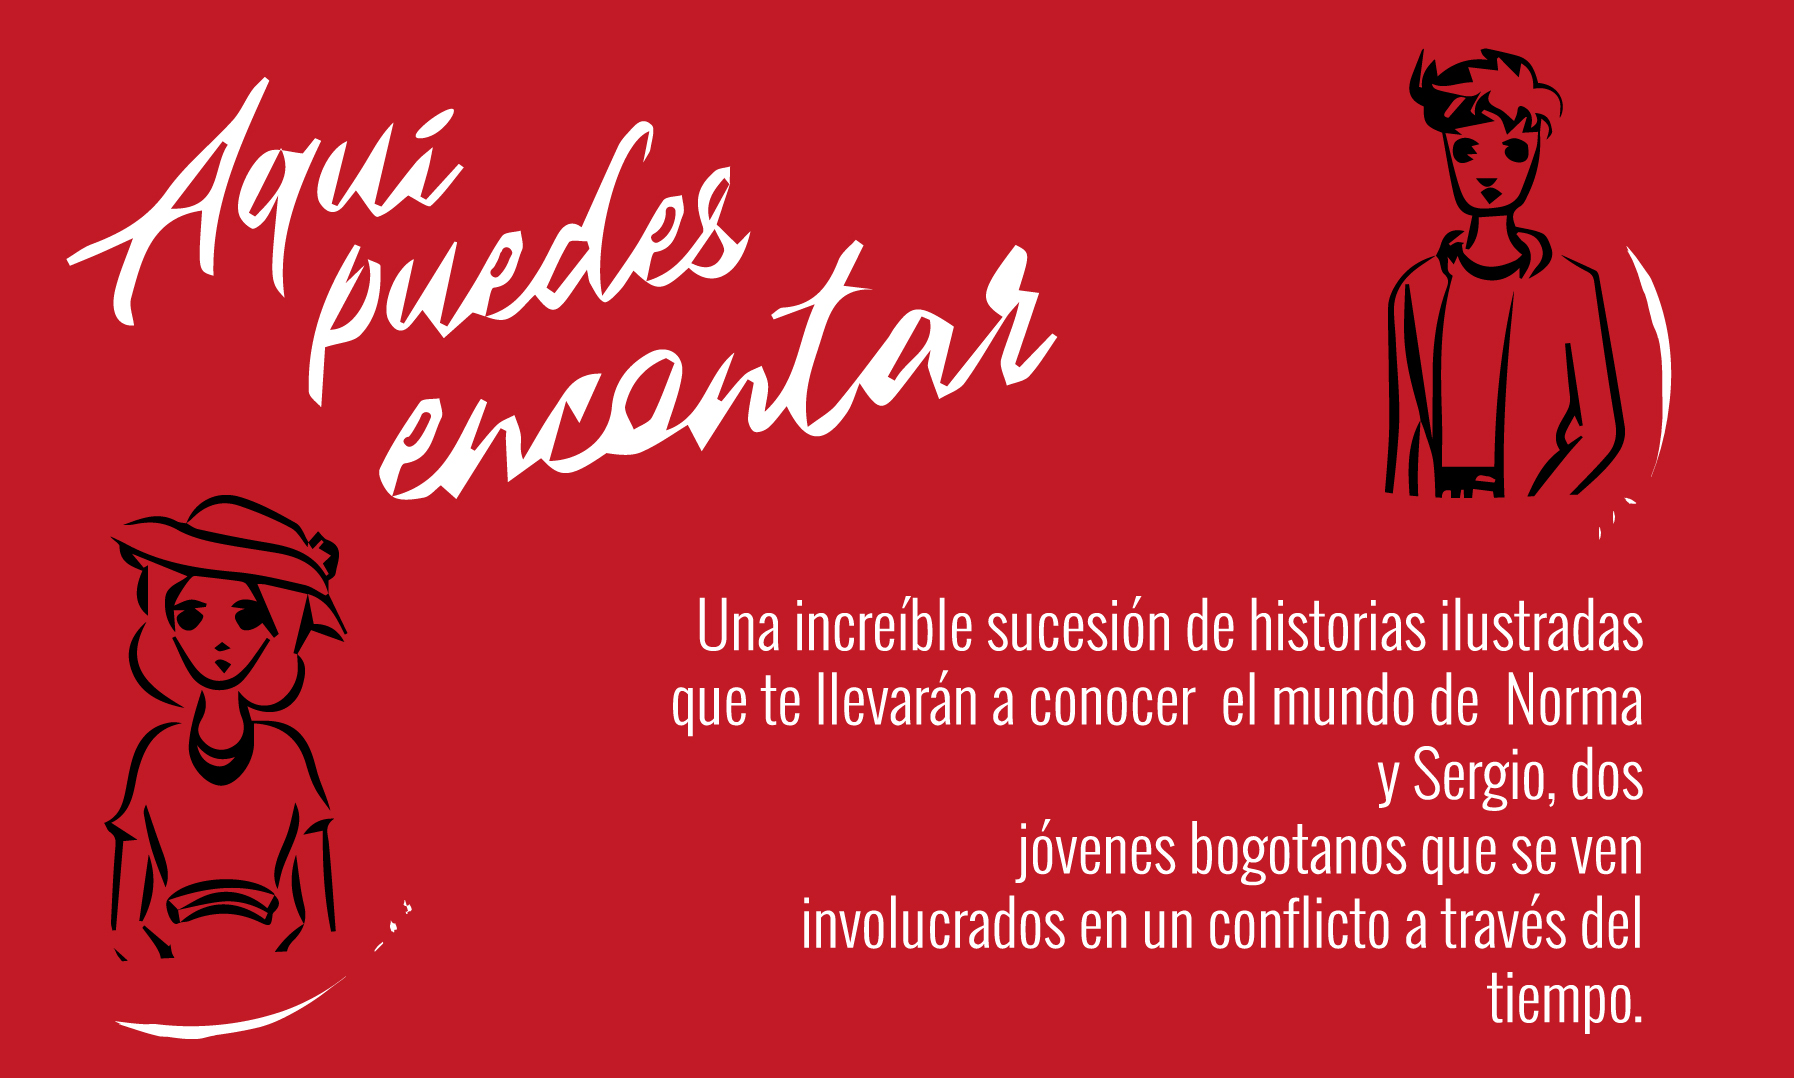 Aquí
puedes
encontar
Una increíble sucesión de historias ilustradas
que te llevarán a conocer el mundo de Norma
y Sergio, dos
jóvenes bogotanos que se ven
involucrados en un conflicto a través del
tiempo.